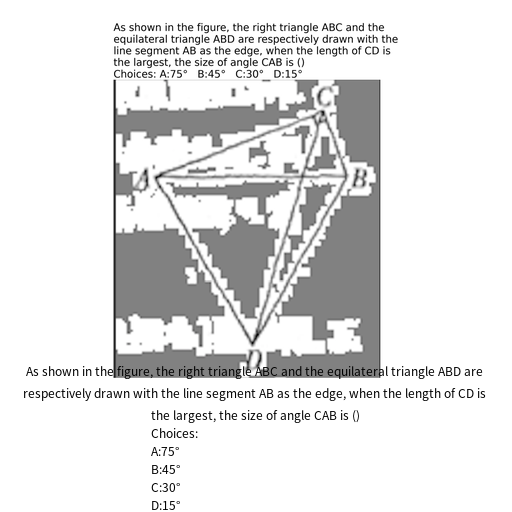 As shown in the figure, the right triangle ABC and the
equilateral triangle ABD are respectively drawn with the
line segment AB as the edge, when the length of CD is
the largest, the size of angle CAB is ()
Choices: A:75° B:45° C:30° D:15°
C
A
B
D
As shown in the figure, the right triangle ABC and the equilateral triangle ABD are
respectively drawn with the line segment AB as the edge, when the length of CD is
the largest, the size of angle CAB is ()
Choices:
A:75°
B:45°
C:30°
D:15°